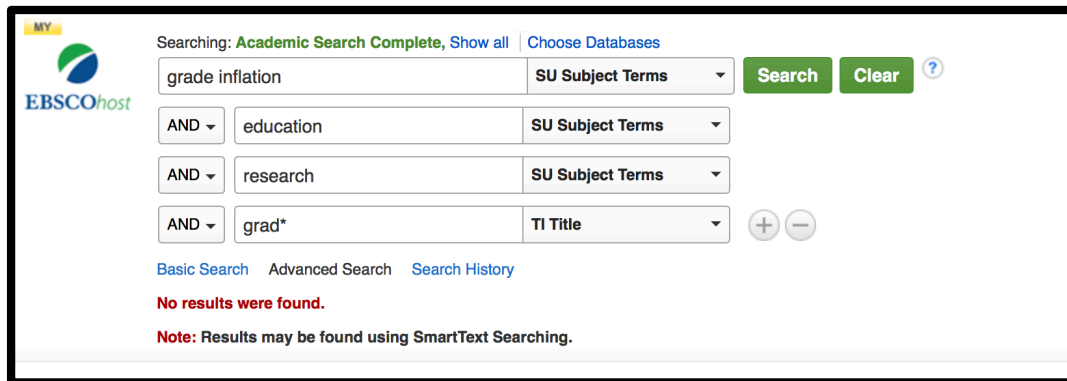 MY
EBSCOhost
Searching: Academic Search Complete, Show all | Choose Databases
grade inflation SU Subject Terms Search Clear ?
AND education SU Subject Terms
AND research SU Subject Terms
AND grad* TI Title
Basic Search Advanced Search Search History
No results were found.
Note: Results may be found using SmartText Searching.